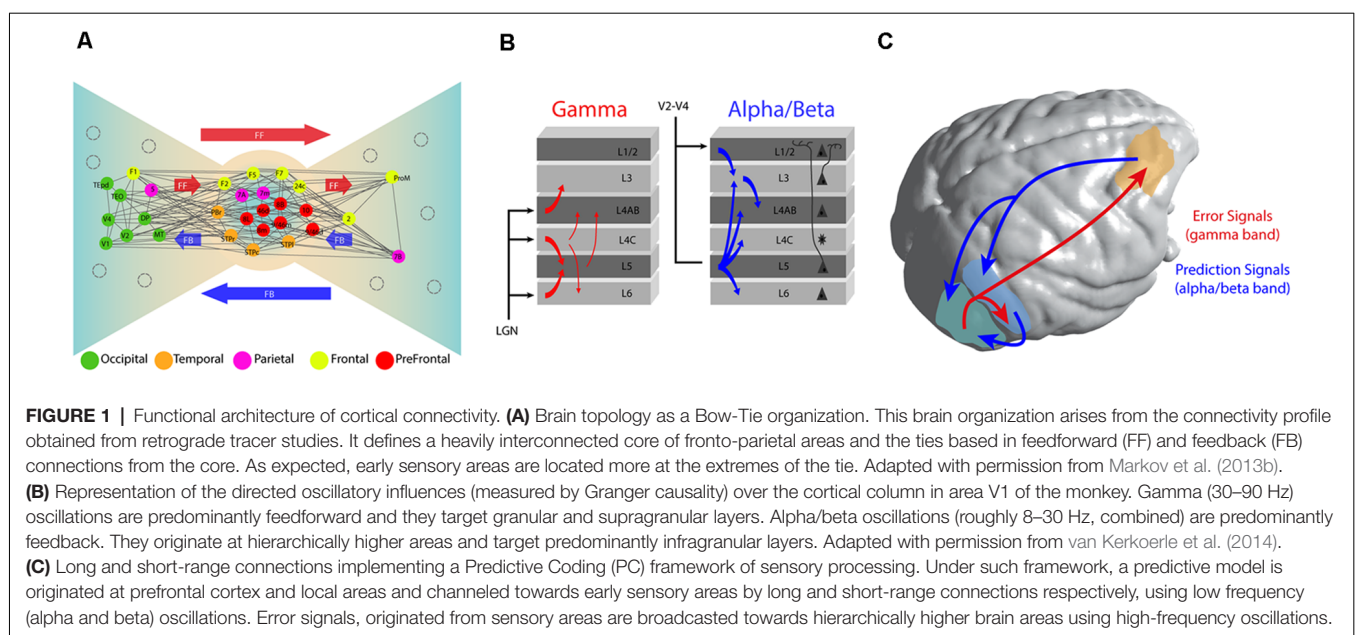 A
B
C
FF
FF
FF
FB
FB
FB
TEpd
F1
TEO
5
V4
DP
V2
MT
V1
F2
F5
F7
24c
7A
7m
PBr
STPr
STPi
STPc
ProM
2
7B
Occipital Temporal Parietal Frontal PreFrontal
Gamma
V2-V4
Alpha/Beta
L1/2
L3
L4AB
L4C
L5
L6
LGN
L1/2
L3
L4AB
L4C
L5
L6
Error Signals
(gamma band)
Prediction Signals
(alpha/beta band)
FIGURE 1 | Functional architecture of cortical connectivity. (A) Brain topology as a Bow-Tie organization. This brain organization arises from the connectivity profile
obtained from retrograde tracer studies. It defines a heavily interconnected core of fronto-parietal areas and the ties based in feedforward (FF) and feedback (FB)
connections from the core. As expected, early sensory areas are located more at the extremes of the tie. Adapted with permission from Markov et al. (2013b).
(B) Representation of the directed oscillatory influences (measured by Granger causality) over the cortical column in area V1 of the monkey. Gamma (30–90 Hz)
oscillations are predominantly feedforward and they target granular and supragranular layers. Alpha/beta oscillations (roughly 8–30 Hz, combined) are predominantly
feedback. They originate at hierarchically higher areas and target predominantly infragranular layers. Adapted with permission from van Kerkoerle et al. (2014).
(C) Long and short-range connections implementing a Predictive Coding (PC) framework of sensory processing. Under such framework, a predictive model is
originated at prefrontal cortex and local areas and channeled towards early sensory areas by long and short-range connections respectively, using low frequency
(alpha and beta) oscillations. Error signals, originated from sensory areas are broadcasted towards hierarchically higher brain areas using high-frequency oscillations.